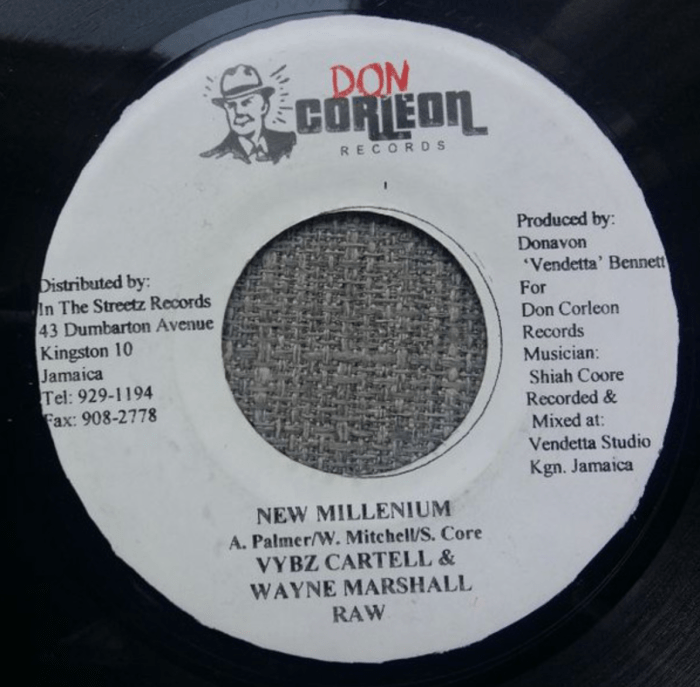 DON
CORLEON
RECORDS
Distributed by:
In The Streetz Records
43 Dumbarton Avenue
Kingston 10
Jamaica
Tel: 929-1194
Fax: 908-2778
Produced by:
Donavon
'Vendetta' Bennett
For
Don Corleon
Records
Musician:
Shiah Coore
Recorded &
Mixed at:
Vendetta Studio
Kgn. Jamaica
NEW MILLENIUM
A. Palmer/W. Mitchell/S. Core
VYBZ CARTELL &
WAYNE MARSHALL
RAW